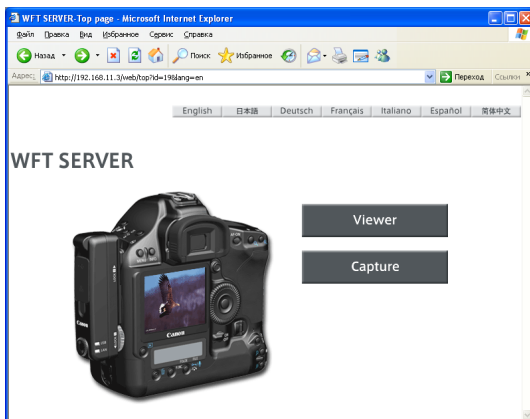 WFT SERVER-Top page - Microsoft Internet Explorer
Файл Правка Вид Избранное Сервис Справка
Назад Поиск Избранное
Адрес: http://192.168.11.3/web/top?id=19&lang=en Переход Ссылки »
English 日本語 Deutsch Français Italiano Español 简体中文
WFT SERVER
Viewer
Capture
Canon
Canon